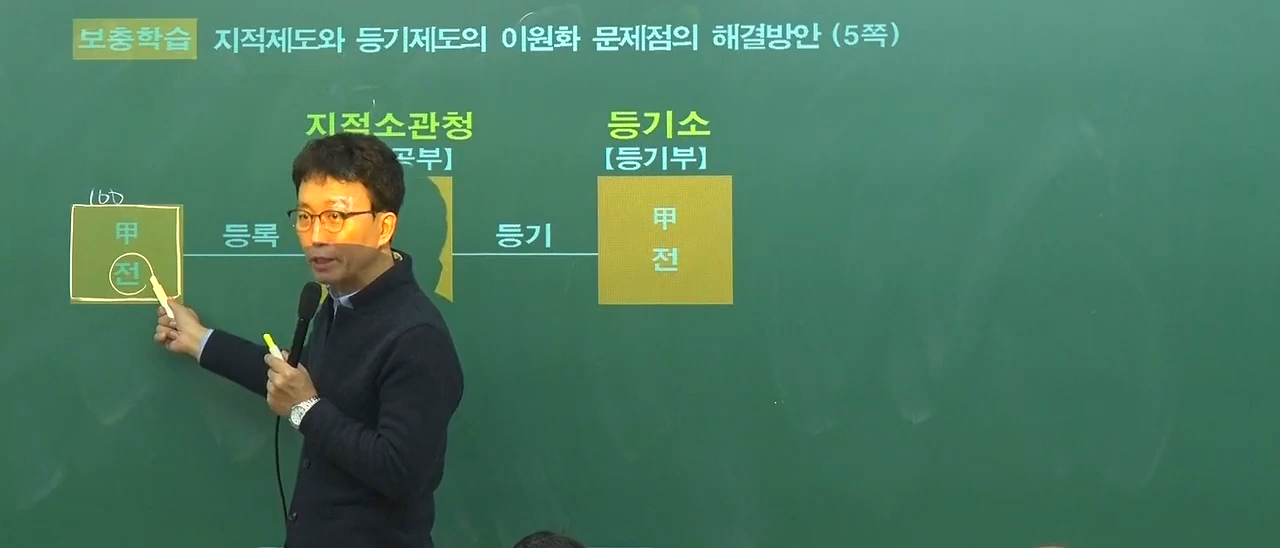 보충학습 지적제도와 등기제도의 이원화 문제점의 해결방안 (5쪽)
지적소관청 등기소
공부】 【등기부】
100
甲 등록 등기 甲
전 전